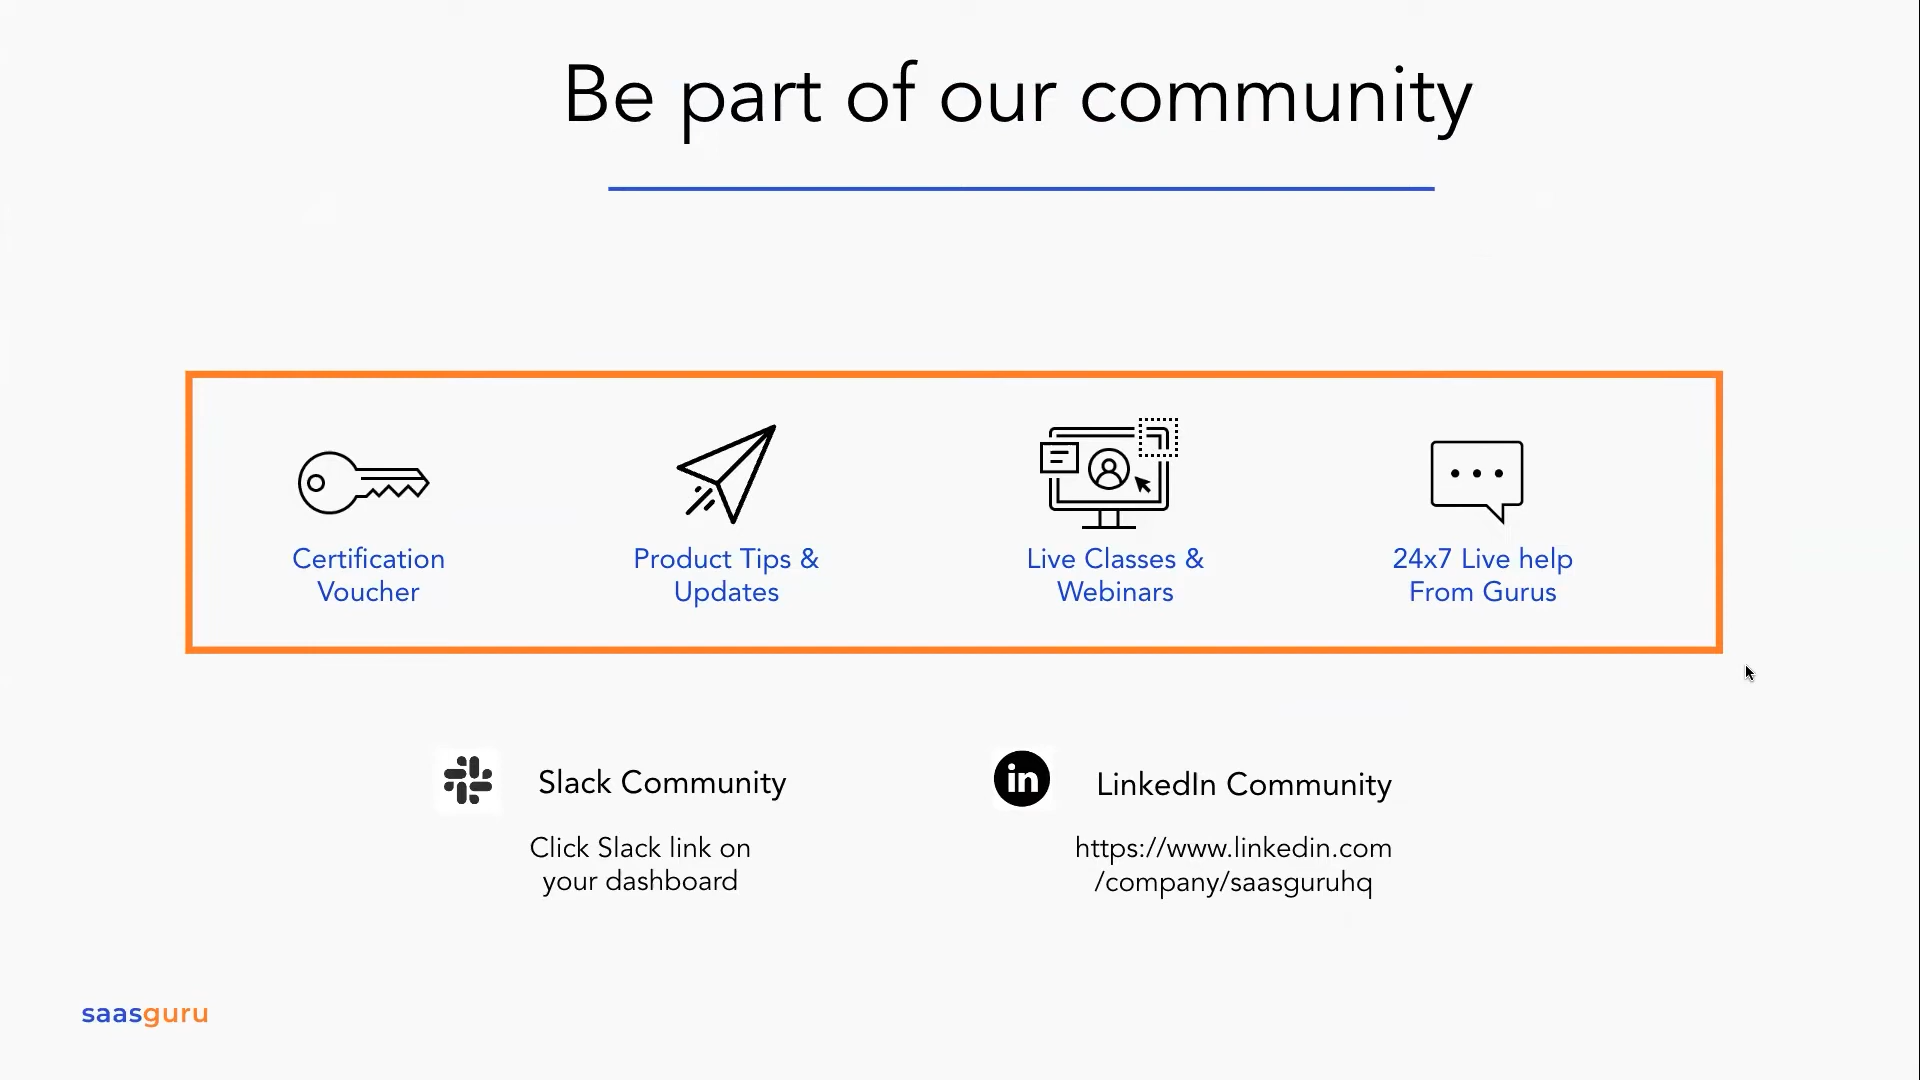 Be part of our community
Certification
Voucher
Product Tips &
Updates
Live Classes &
Webinars
24x7 Live help
From Gurus
Slack Community
Click Slack link on
your dashboard
in
LinkedIn Community
https://www.linkedin.com
/company/saasguruhq
saasguru